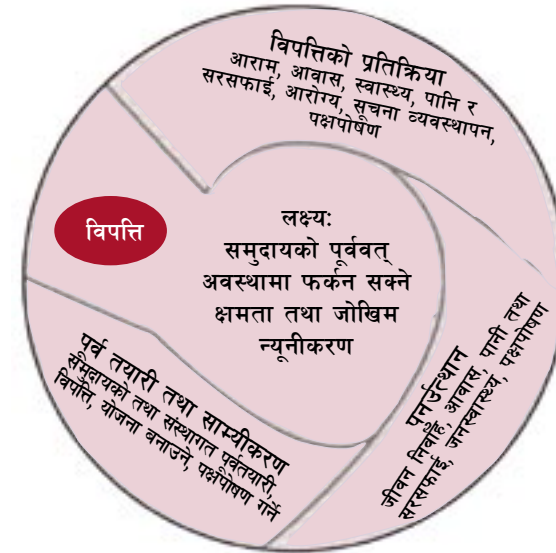 विपत्तिको प्रतिक्रिया
आराम, आवास, स्वास्थ्य, पानि र
सरसफाई, आरोग्य, सूचना व्यवस्थापन,
पक्षपोषण
विपत्ति
लक्ष्य:
समुदायको पूर्ववत्
अवस्थामा फर्कन सक्ने
क्षमता तथा जोखिम
न्यूनीकरण
पुनर्उत्थान
जीवन निर्वाह, आवास, पानी तथा
सरसफाई, जनस्वास्थ्य, पक्षपोषण
पूर्व तयारी तथा साम्यीकरण
समुदायको तथा संस्थागत पूर्वतयारी,
विपत्ति, योजना बनाउने, पक्षपोषण गर्ने